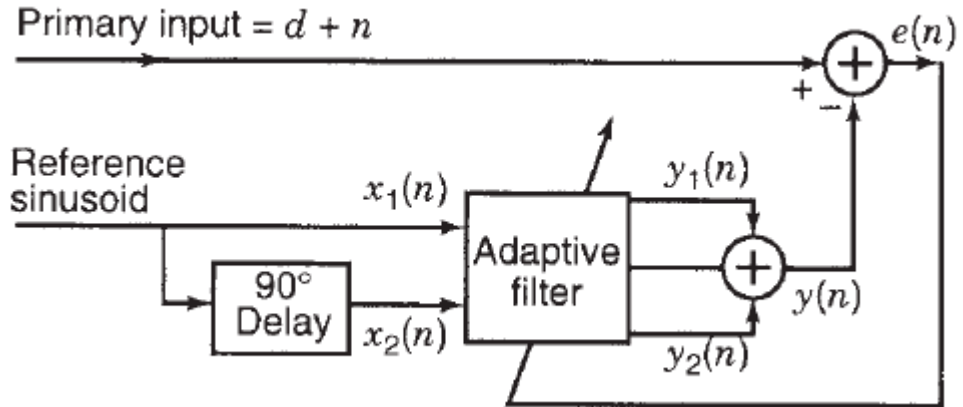 Primary input = d + n
e(n)
+
+ −
Reference
sinusoid
x₁(n)
y₁(n)
Adaptive
filter
+
y(n)
90°
Delay
x₂(n)
y₂(n)